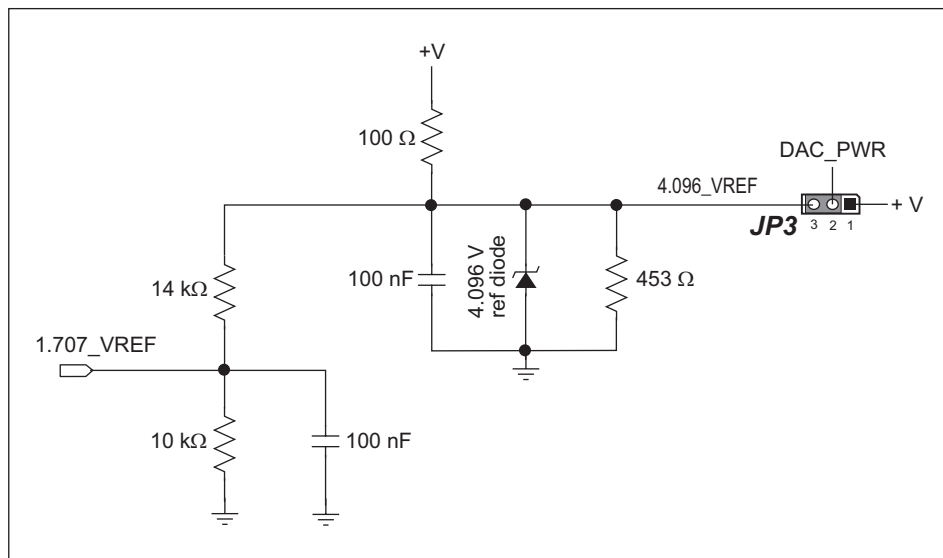 +V
100 Ω
DAC_PWR
4.096_VREF
+ V
JP3
3 2 1
14 kΩ
100 nF
4.096 V
ref diode
453 Ω
1.707_VREF
10 kΩ
100 nF